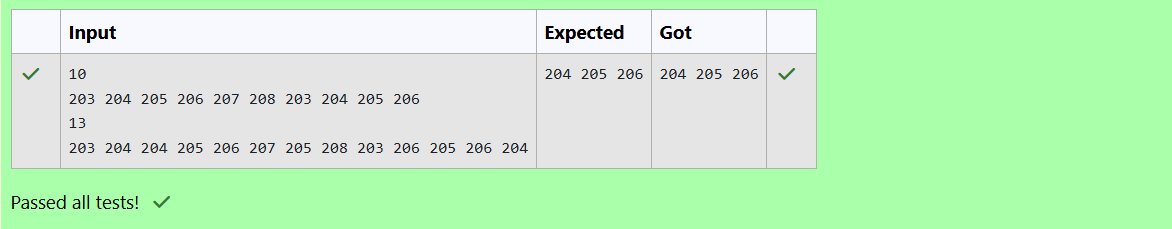 Input Expected Got
10 204 205 206 204 205 206
203 204 205 206 207 208 203 204 205 206
13
203 204 204 205 206 207 205 208 203 206 205 206 204
Passed all tests!